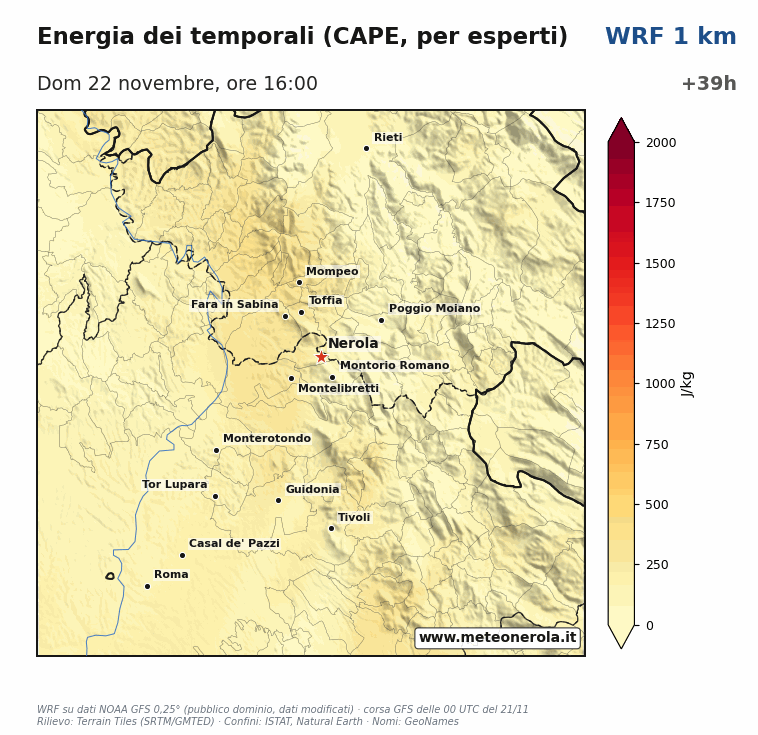 Energia dei temporali (CAPE, per esperti)
WRF 1 km
Dom 22 novembre, ore 16:00
+39h
Rieti
Mompeo
Fara in Sabina
Toffia
Poggio Moiano
Nerola
Montorio Romano
Montelibretti
Monterotondo
Tor Lupara
Guidonia
Tivoli
Casal de' Pazzi
Roma
www.meteonerola.it
2000
1750
1500
1250
1000
750
500
250
0
J/kg
WRF su dati NOAA GFS 0,25° (pubblico dominio, dati modificati) · corsa GFS delle 00 UTC del 21/11
Rilievo: Terrain Tiles (SRTM/GMTED) · Confini: ISTAT, Natural Earth · Nomi: GeoNames